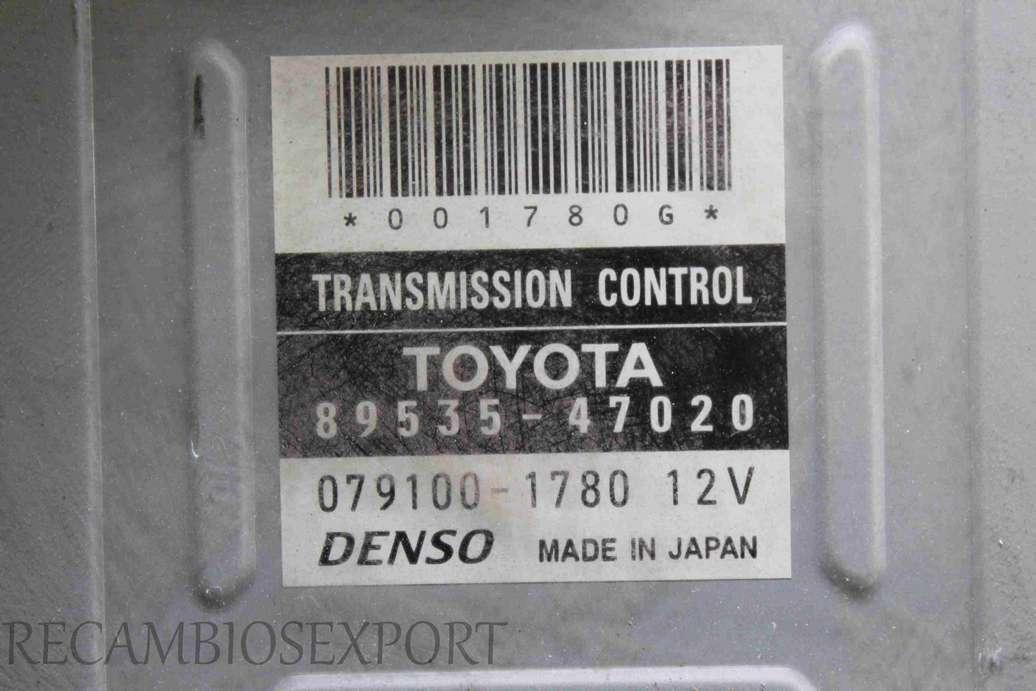 *001780G*
TRANSMISSION CONTROL
TOYOTA
89535-47020
079100-1780 12V
DENSO MADE IN JAPAN
RECAMBIOSEXPORT